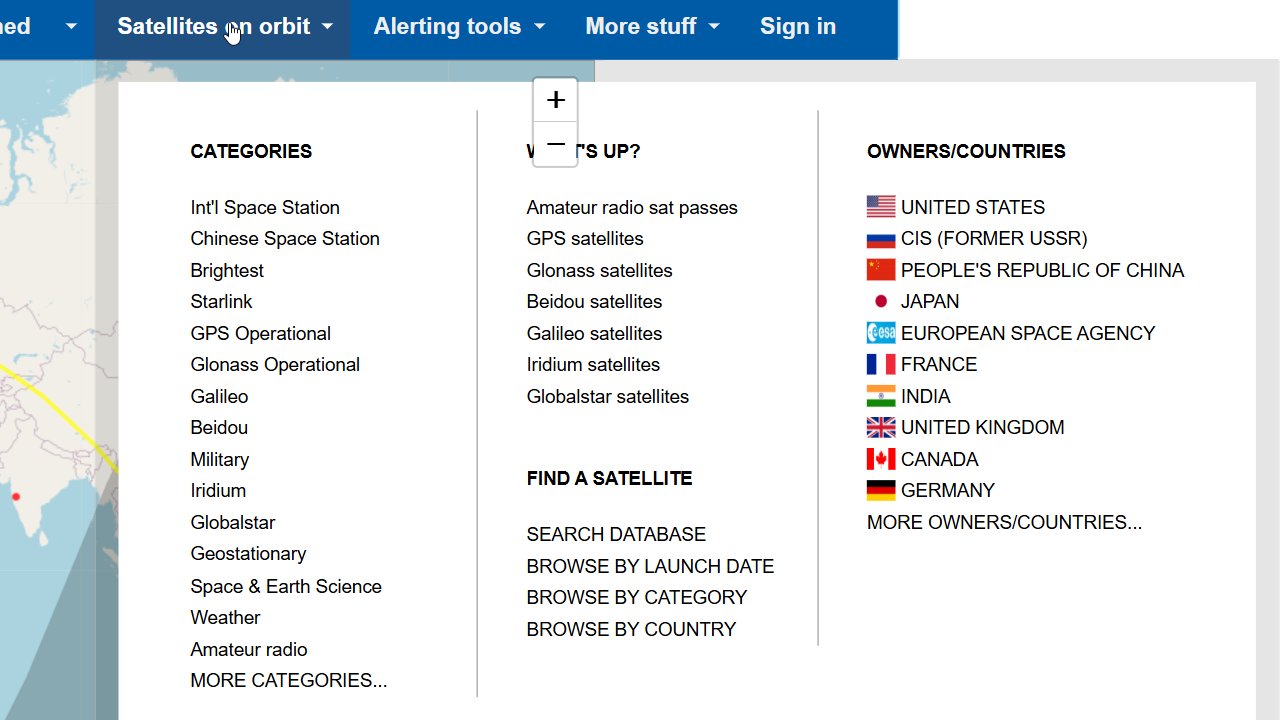 Satellites on orbit
Alerting tools
More stuff
Sign in
+
−
CATEGORIES
Int'l Space Station
Chinese Space Station
Brightest
Starlink
GPS Operational
Glonass Operational
Galileo
Beidou
Military
Iridium
Globalstar
Geostationary
Space & Earth Science
Weather
Amateur radio
MORE CATEGORIES...
UP?
Amateur radio sat passes
GPS satellites
Glonass satellites
Beidou satellites
Galileo satellites
Iridium satellites
Globalstar satellites
FIND A SATELLITE
SEARCH DATABASE
BROWSE BY LAUNCH DATE
BROWSE BY CATEGORY
BROWSE BY COUNTRY
OWNERS/COUNTRIES
UNITED STATES
CIS (FORMER USSR)
PEOPLE'S REPUBLIC OF CHINA
JAPAN
esa EUROPEAN SPACE AGENCY
FRANCE
INDIA
UNITED KINGDOM
CANADA
GERMANY
MORE OWNERS/COUNTRIES...